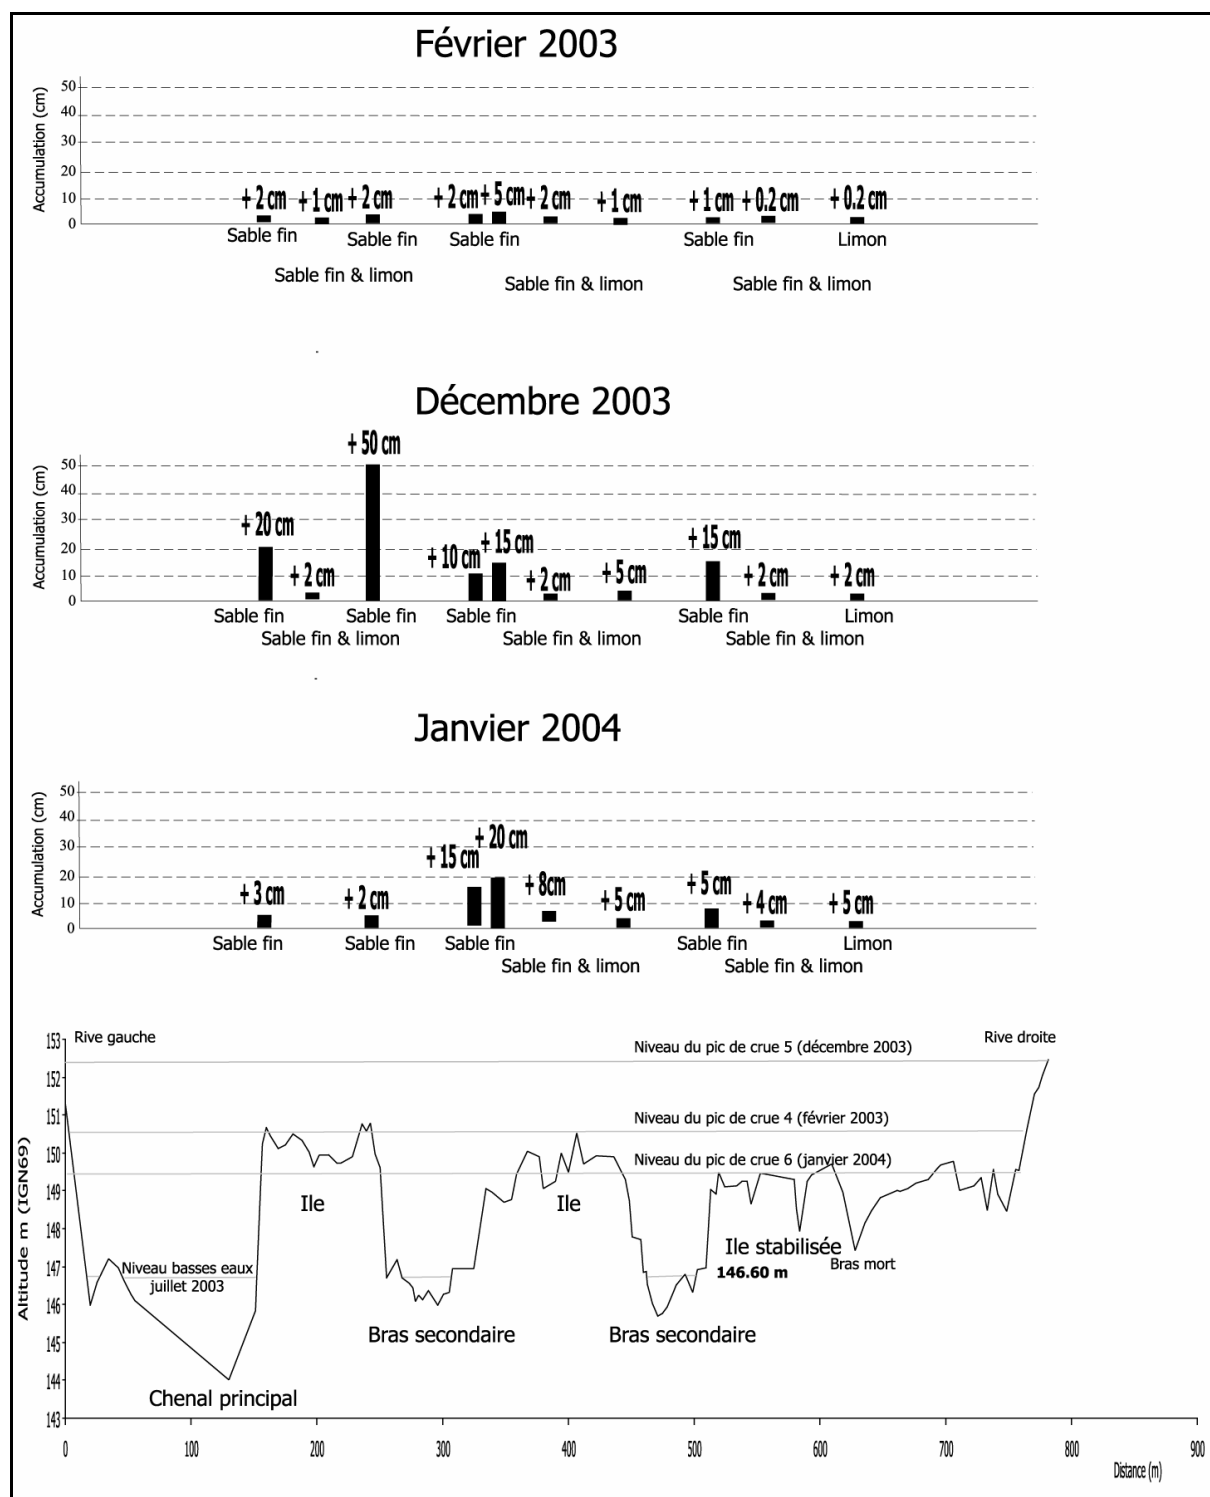 Février 2003
Accumulation (cm)
50
40
30
20
10
0
+ 2 cm + 1 cm + 2 cm + 2 cm + 5 cm + 2 cm + 1 cm + 1 cm + 0.2 cm + 0.2 cm
Sable fin Sable fin Sable fin Sable fin Limon
Sable fin & limon Sable fin & limon Sable fin & limon
Décembre 2003
Accumulation (cm)
50
40
30
20
10
0
+ 50 cm
+ 20 cm + 15 cm + 15 cm
+ 10 cm
+ 2 cm + 2 cm + 5 cm + 2 cm + 2 cm
Sable fin Sable fin Sable fin Sable fin Limon
Sable fin & limon Sable fin & limon Sable fin & limon
Janvier 2004
Accumulation (cm)
50
40
30
20
10
0
+ 20 cm
+ 15 cm
+ 3 cm + 2 cm + 8cm + 5 cm + 5 cm + 4 cm + 5 cm
Sable fin Sable fin Sable fin Sable fin Limon
Sable fin & limon Sable fin & limon
Altitude m (IGN69)
153
152
151
150
149
148
147
146
145
144
143
Rive gauche
Rive droite
Niveau du pic de crue 5 (décembre 2003)
Niveau du pic de crue 4 (février 2003)
Niveau du pic de crue 6 (janvier 2004)
Ile
Ile
Ile stabilisée
Bras mort
Niveau basses eaux
juillet 2003
146.60 m
Bras secondaire
Bras secondaire
Chenal principal
0 100 200 300 400 500 600 700 800 900
Distance (m)